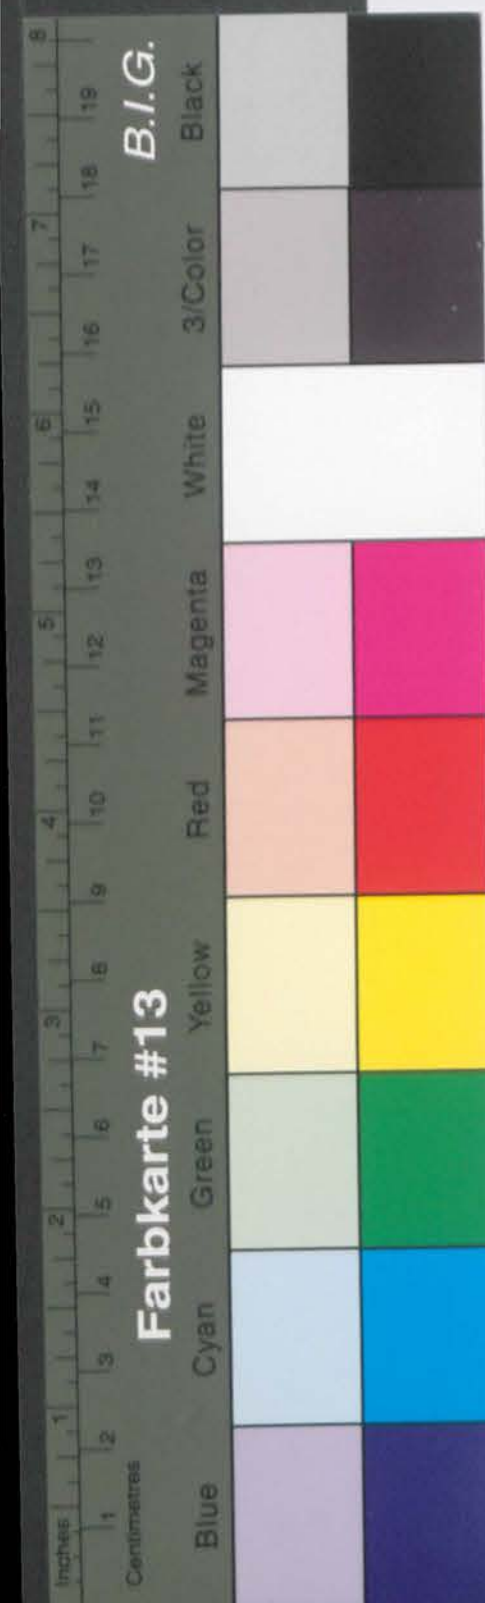 Inches 1 2 3 4 5 6 7 8
Centimetres 1 2 3 4 5 6 7 8 9 10 11 12 13 14 15 16 17 18 19
Farbkarte #13 B.I.G.
Blue Cyan Green Yellow Red Magenta White 3/Color Black